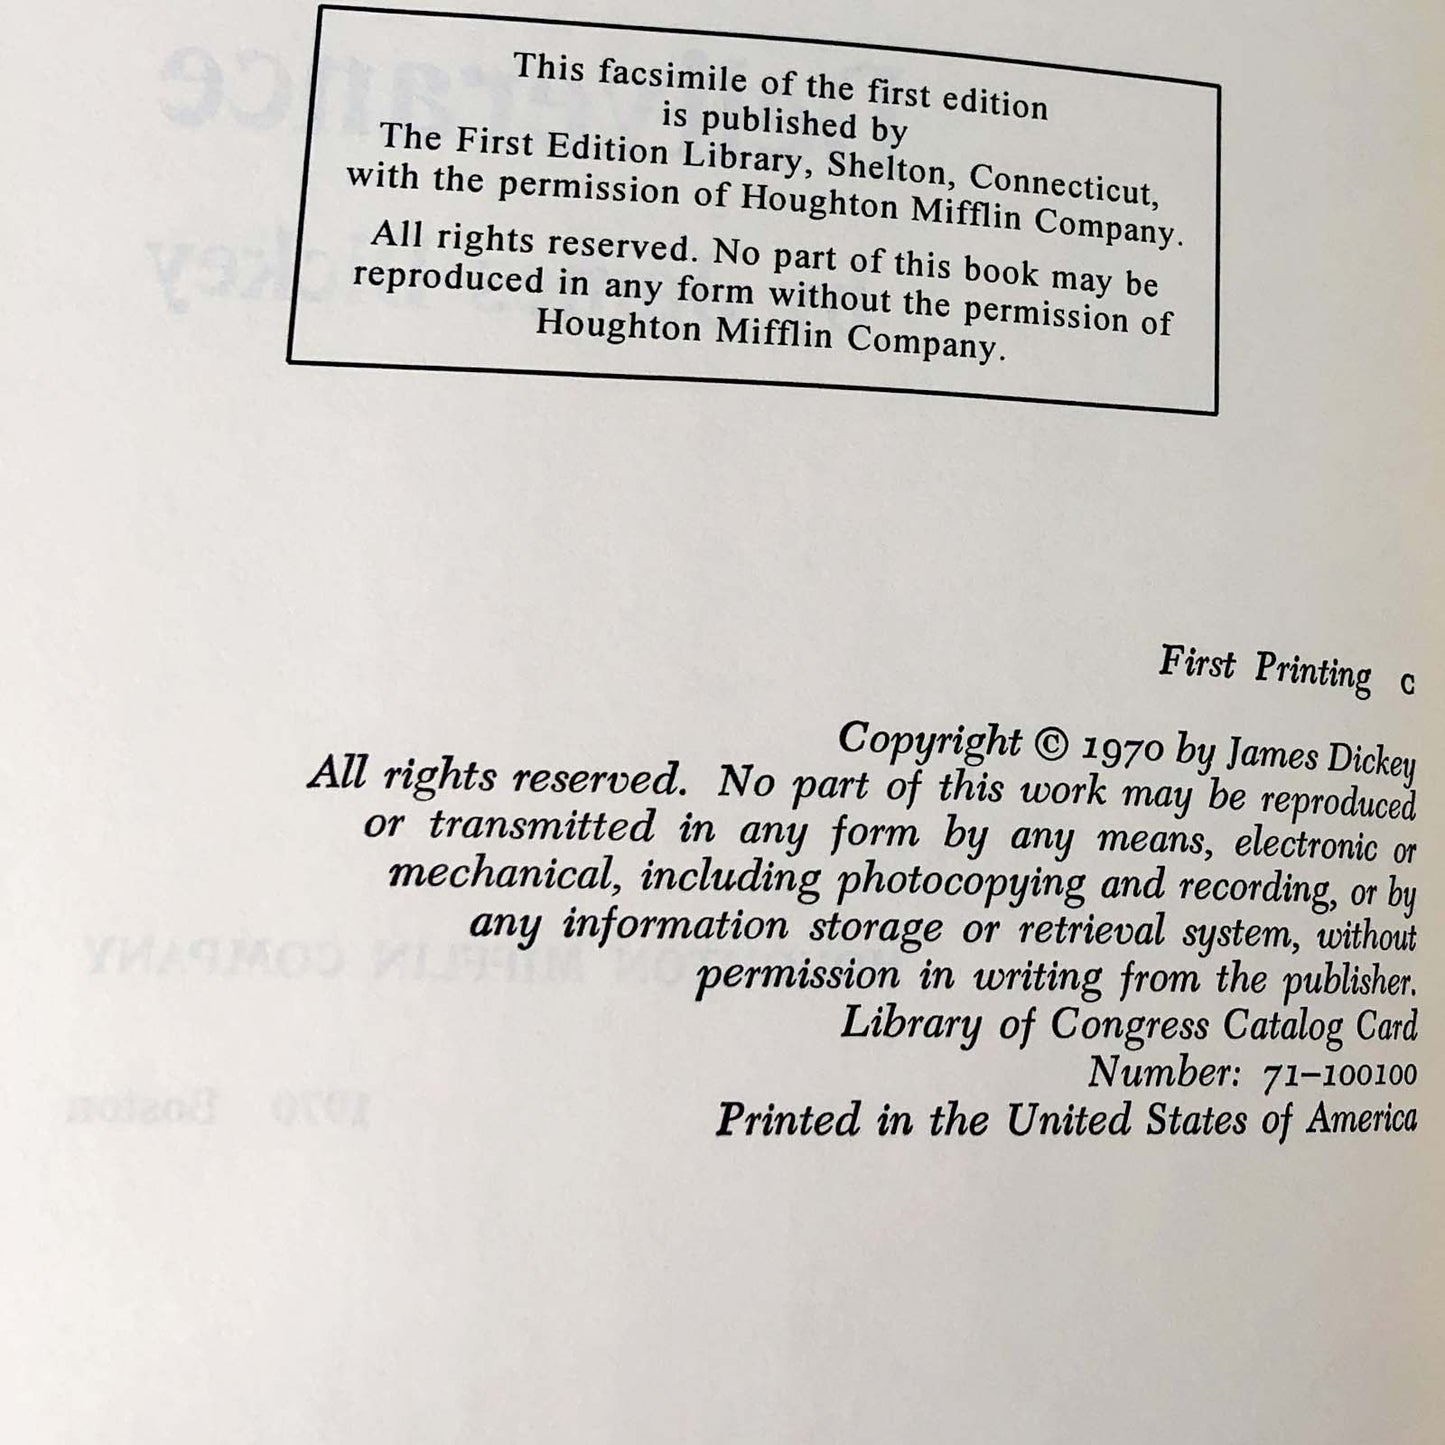 This facsimile of the first edition
is published by
The First Edition Library, Shelton, Connecticut,
with the permission of Houghton Mifflin Company.
All rights reserved. No part of this book may be
reproduced in any form without the permission of
Houghton Mifflin Company.
First Printing C
Copyright © 1970 by James Dickey
All rights reserved. No part of this work may be reproduced
or transmitted in any form by any means, electronic or
mechanical, including photocopying and recording, or by
any information storage or retrieval system, without
permission in writing from the publisher.
Library of Congress Catalog Card
Number: 71–100100
Printed in the United States of America